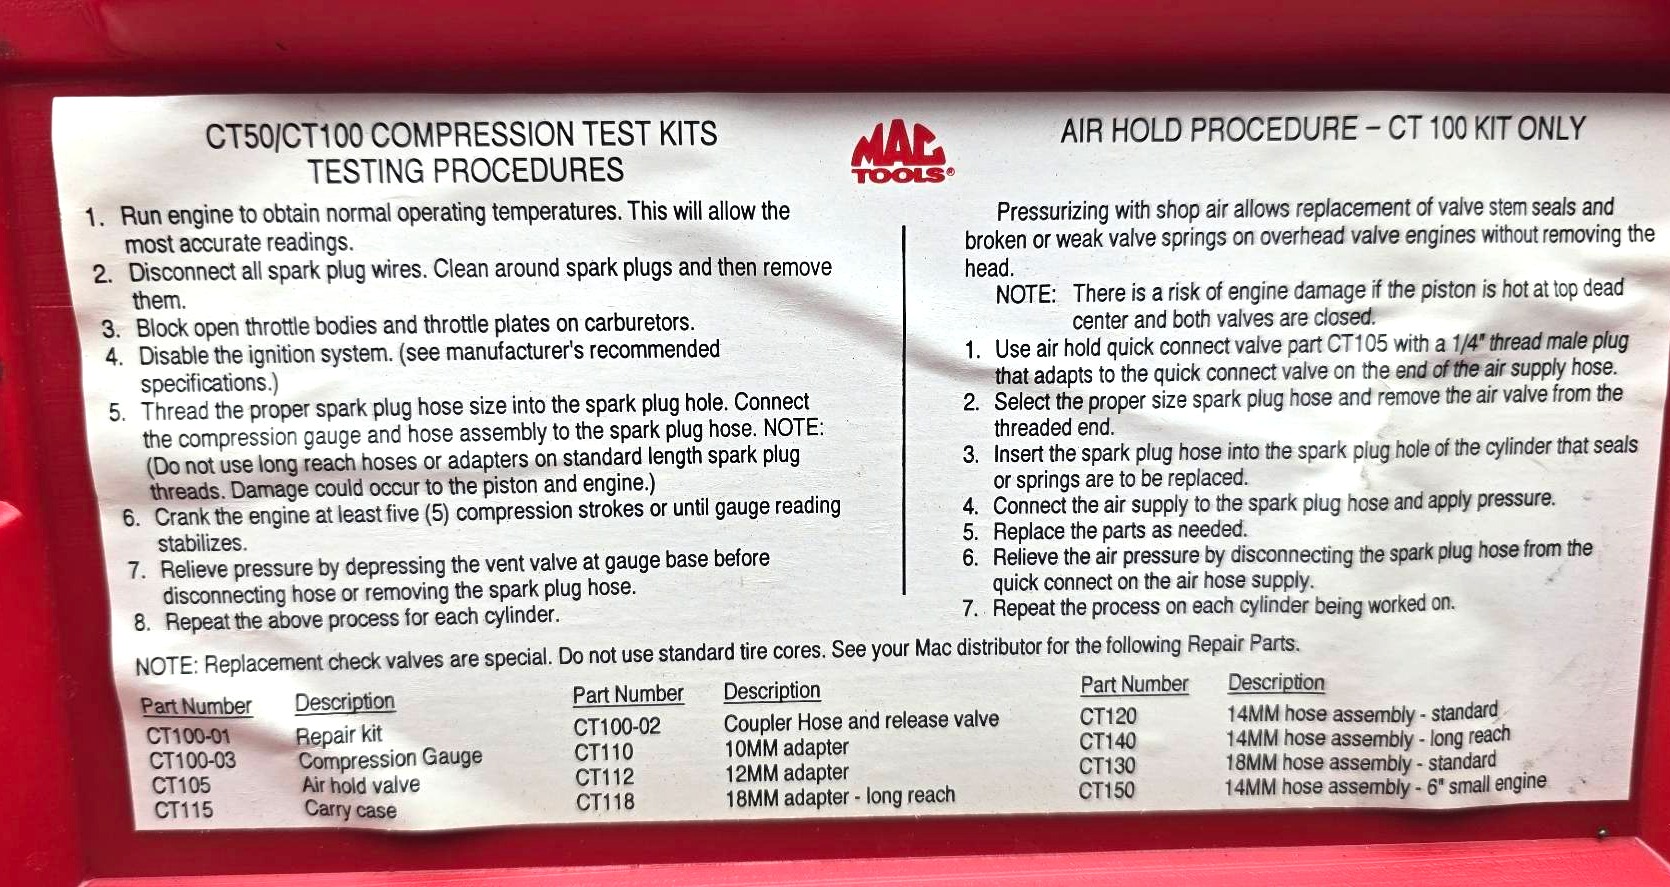 CT50/CT100 COMPRESSION TEST KITS
TESTING PROCEDURES
1. Run engine to obtain normal operating temperatures. This will allow the
most accurate readings.
2. Disconnect all spark plug wires. Clean around spark plugs and then remove
them.
3. Block open throttle bodies and throttle plates on carburetors.
4. Disable the ignition system. (see manufacturer's recommended
specifications.)
5. Thread the proper spark plug hose size into the spark plug hole. Connect
the compression gauge and hose assembly to the spark plug hose. NOTE:
(Do not use long reach hoses or adapters on standard length spark plug
threads. Damage could occur to the piston and engine.)
6. Crank the engine at least five (5) compression strokes or until gauge reading
stabilizes.
7. Relieve pressure by depressing the vent valve at gauge base before
disconnecting hose or removing the spark plug hose.
8. Repeat the above process for each cylinder.
MAC
TOOLS®
AIR HOLD PROCEDURE – CT 100 KIT ONLY
Pressurizing with shop air allows replacement of valve stem seals and
broken or weak valve springs on overhead valve engines without removing the
head.
NOTE: There is a risk of engine damage if the piston is hot at top dead
center and both valves are closed.
1. Use air hold quick connect valve part CT105 with a 1/4" thread male plug
that adapts to the quick connect valve on the end of the air supply hose.
2. Select the proper size spark plug hose and remove the air valve from the
threaded end.
3. Insert the spark plug hose into the spark plug hole of the cylinder that seals
or springs are to be replaced.
4. Connect the air supply to the spark plug hose and apply pressure.
5. Replace the parts as needed.
6. Relieve the air pressure by disconnecting the spark plug hose from the
quick connect on the air hose supply.
7. Repeat the process on each cylinder being worked on.
NOTE: Replacement check valves are special. Do not use standard tire cores. See your Mac distributor for the following Repair Parts.
Part Number Description
CT100-01 Repair kit
CT100-03 Compression Gauge
CT105 Air hold valve
CT115 Carry case
Part Number Description
CT100-02 Coupler Hose and release valve
CT110 10MM adapter
CT112 12MM adapter
CT118 18MM adapter - long reach
Part Number Description
CT120 14MM hose assembly - standard
CT140 14MM hose assembly - long reach
CT130 18MM hose assembly - standard
CT150 14MM hose assembly - 6" small engine